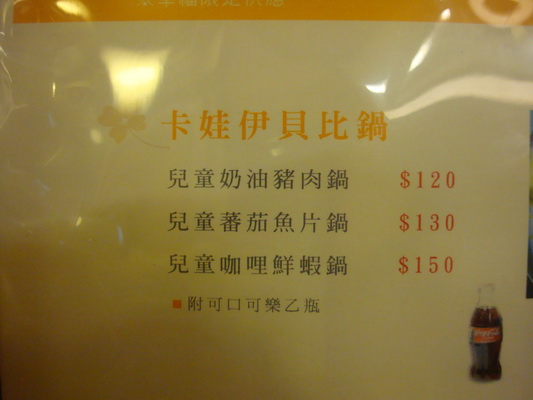 卡娃伊貝比鍋
兒童奶油豬肉鍋 $120
兒童蕃茄魚片鍋 $130
兒童咖哩鮮蝦鍋 $150
■附可口可樂乙瓶